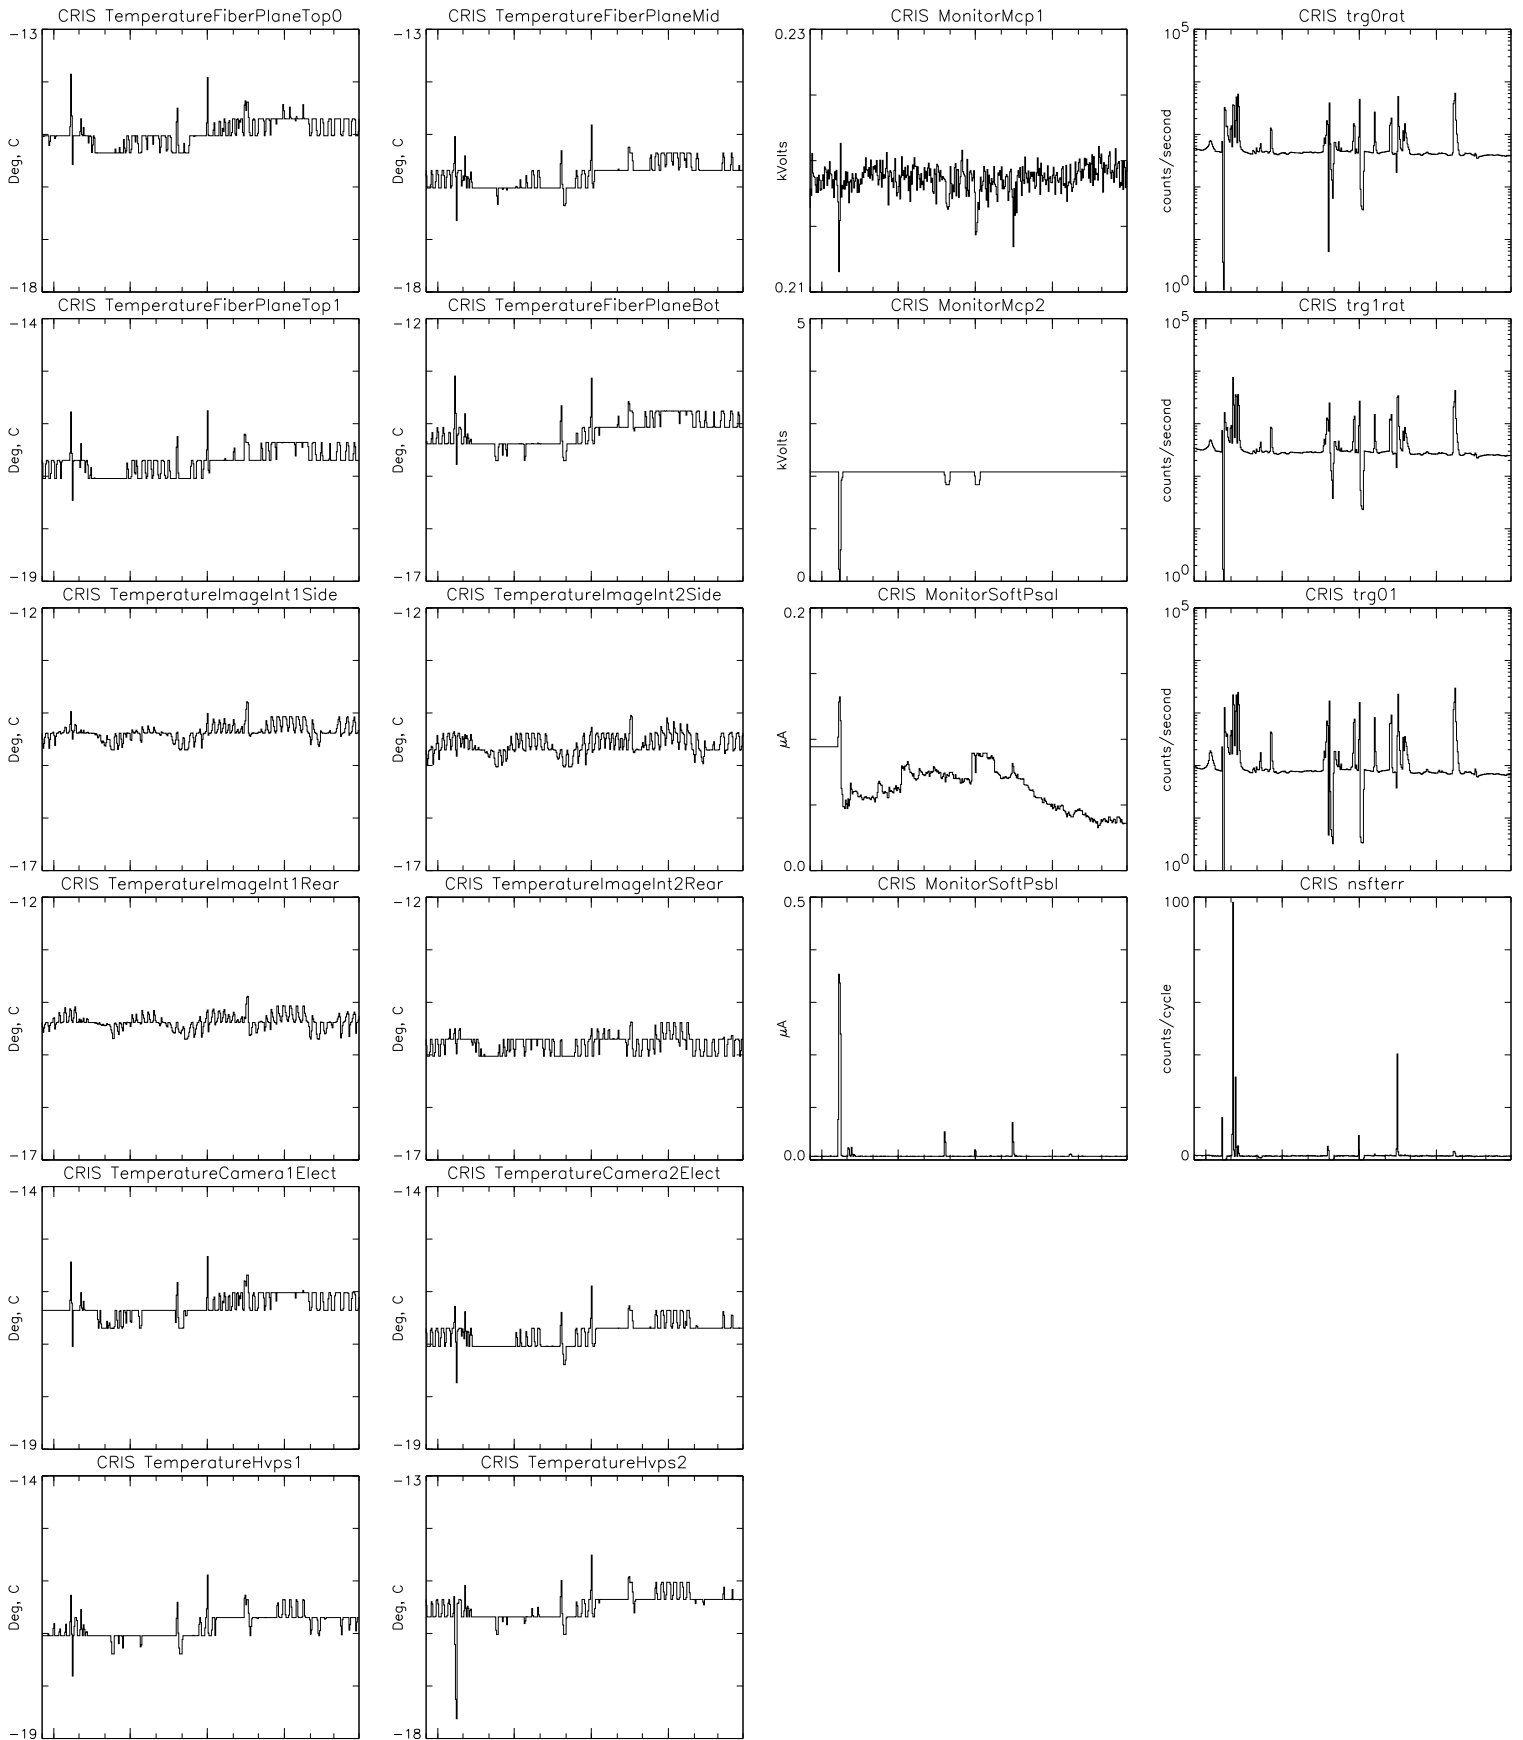 CRIS TemperatureFiberPlaneTop0
-13
Deg, C
-18
CRIS TemperatureFiberPlaneMid
-13
Deg, C
-18
CRIS MonitorMcp1
0.23
kVolts
0.21
CRIS trg0rat
10^5
counts/second
10^0
CRIS TemperatureFiberPlaneTop1
-14
Deg, C
-19
CRIS TemperatureFiberPlaneBot
-12
Deg, C
-17
CRIS MonitorMcp2
5
kVolts
0
CRIS trg1rat
10^5
counts/second
10^0
CRIS TemperatureImageInt1Side
-12
Deg, C
-17
CRIS TemperatureImageInt2Side
-12
Deg, C
-17
CRIS MonitorSoftPsaI
0.2
μA
0.0
CRIS trg01
10^5
counts/second
10^0
CRIS TemperatureImageInt1Rear
-12
Deg, C
-17
CRIS TemperatureImageInt2Rear
-12
Deg, C
-17
CRIS MonitorSoftPsbI
0.5
μA
0.0
CRIS nsfterr
100
counts/cycle
0
CRIS TemperatureCamera1Elect
-14
Deg, C
-19
CRIS TemperatureCamera2Elect
-14
Deg, C
-19
CRIS TemperatureHvps1
-14
Deg, C
-19
CRIS TemperatureHvps2
-13
Deg, C
-18